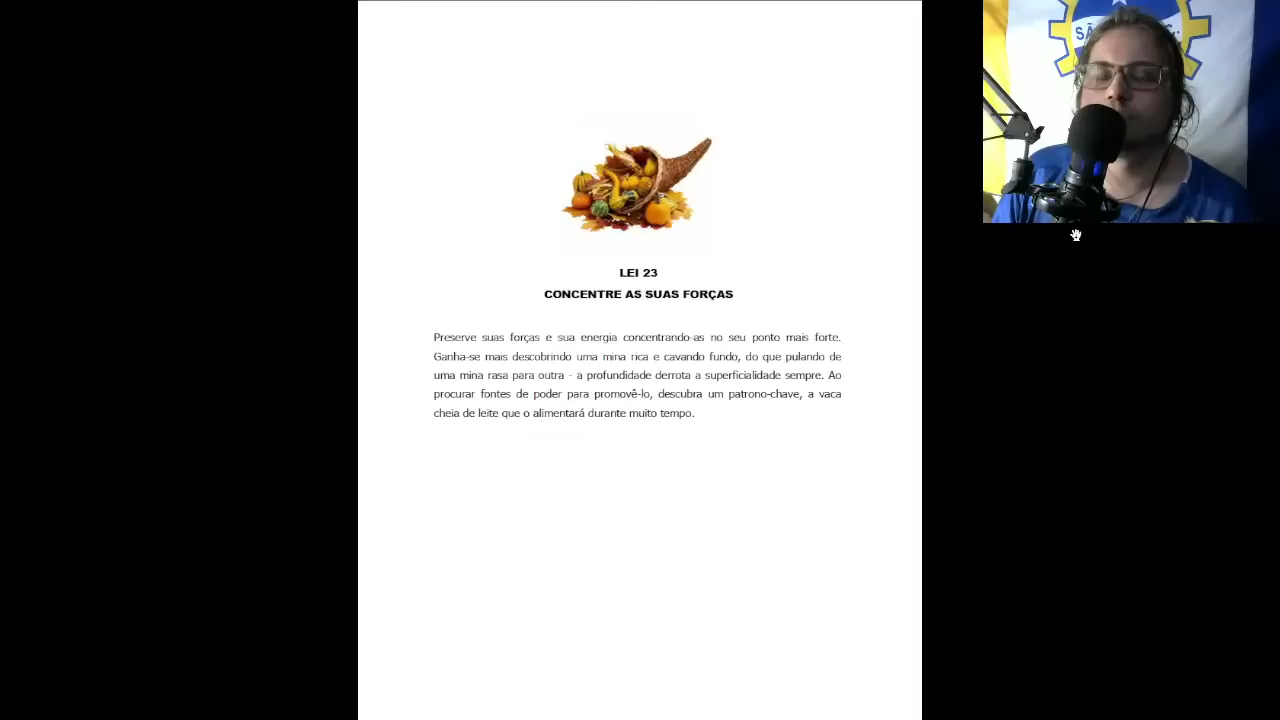 LEI 23
CONCENTRE AS SUAS FORÇAS
Preserve suas forças e sua energia concentrando-as no seu ponto mais forte.
Ganha-se mais descobrindo uma mina rica e cavando fundo, do que pulando de
uma mina rasa para outra - a profundidade derrota a superficialidade sempre. Ao
procurar fontes de poder para promovê-lo, descubra um patrono-chave, a vaca
cheia de leite que o alimentará durante muito tempo.